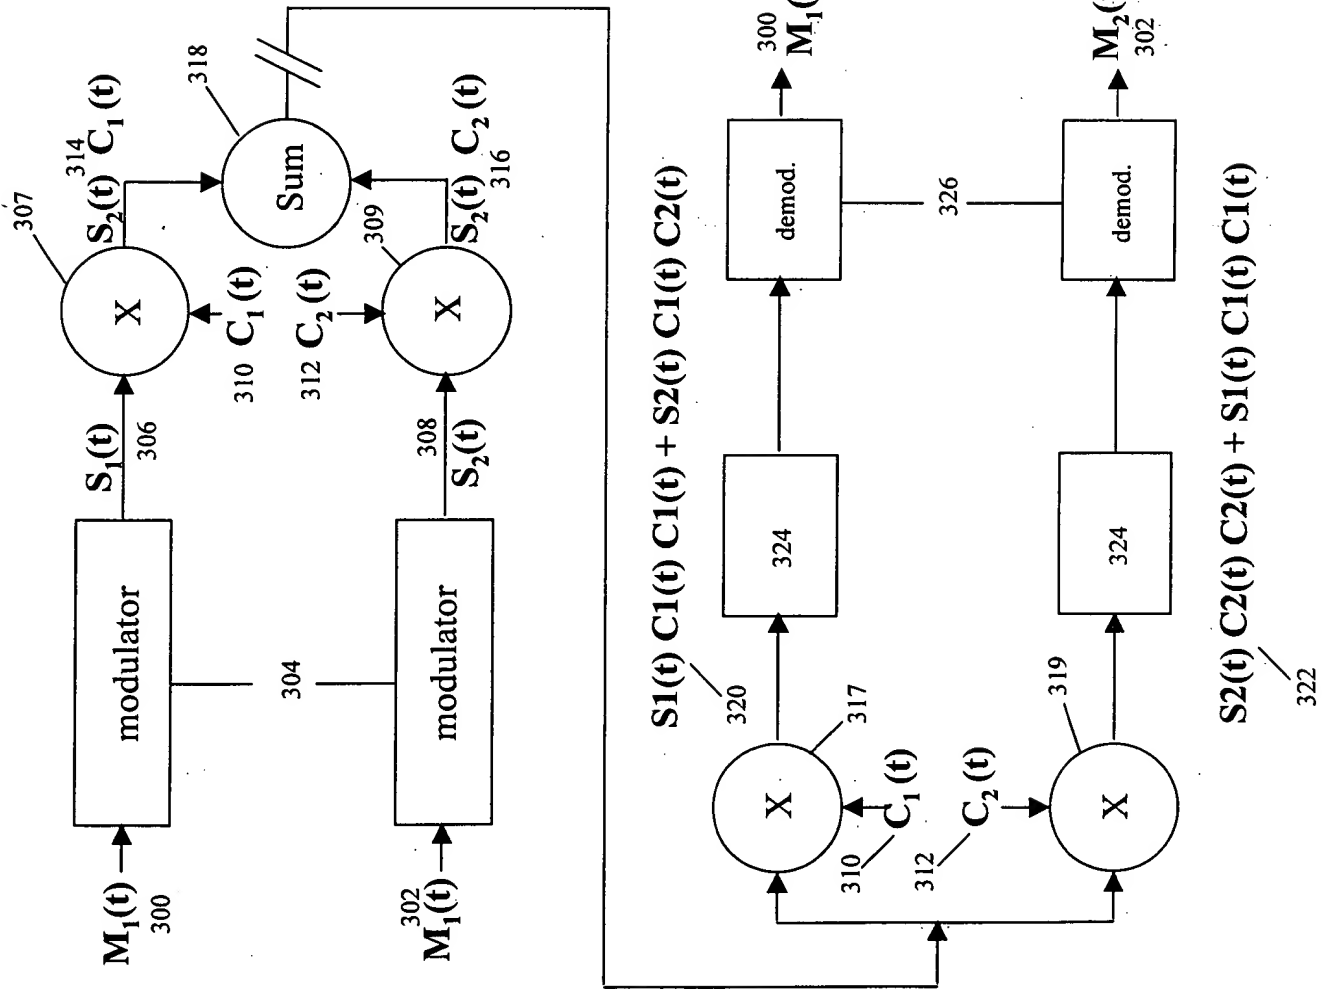 M₁(t)
300
modulator
S₁(t)
306
307
X
310 C₁(t)
S₂(t) C₁(t)
314
318
Sum
304
302
M₁(t)
modulator
308
S₂(t)
309
X
312 C₂(t)
S₂(t) C₂(t)
316
S1(t) C1(t) C1(t) + S2(t) C1(t) C2(t)
320
317
X
310
C₁(t)
324
demod.
300
326
312
C₂(t)
319
X
324
demod.
302
S2(t) C2(t) C2(t) + S1(t) C1(t) C1(t)
322